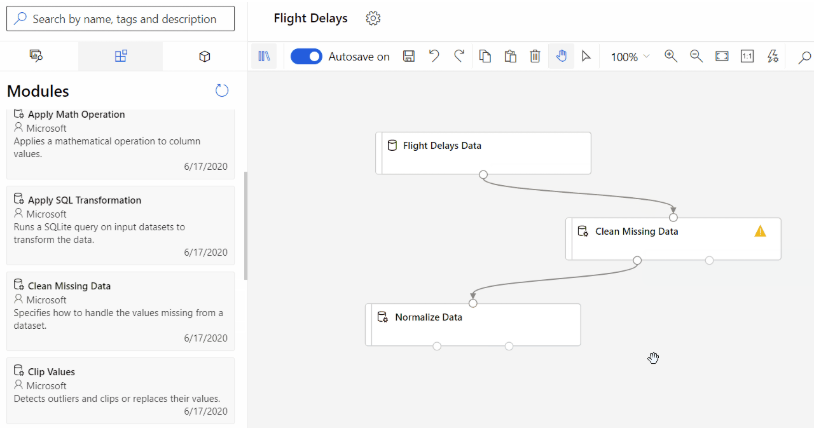 Search by name, tags and description
Flight Delays
Autosave on
100%
1:1
Modules
Apply Math Operation
Microsoft
Applies a mathematical operation to column
values.
6/17/2020
Apply SQL Transformation
Microsoft
Runs a SQLite query on input datasets to
transform the data.
6/17/2020
Clean Missing Data
Microsoft
Specifies how to handle the values missing from a
dataset.
6/17/2020
Clip Values
Microsoft
Detects outliers and clips or replaces their values.
6/17/2020
Flight Delays Data
Clean Missing Data
Normalize Data